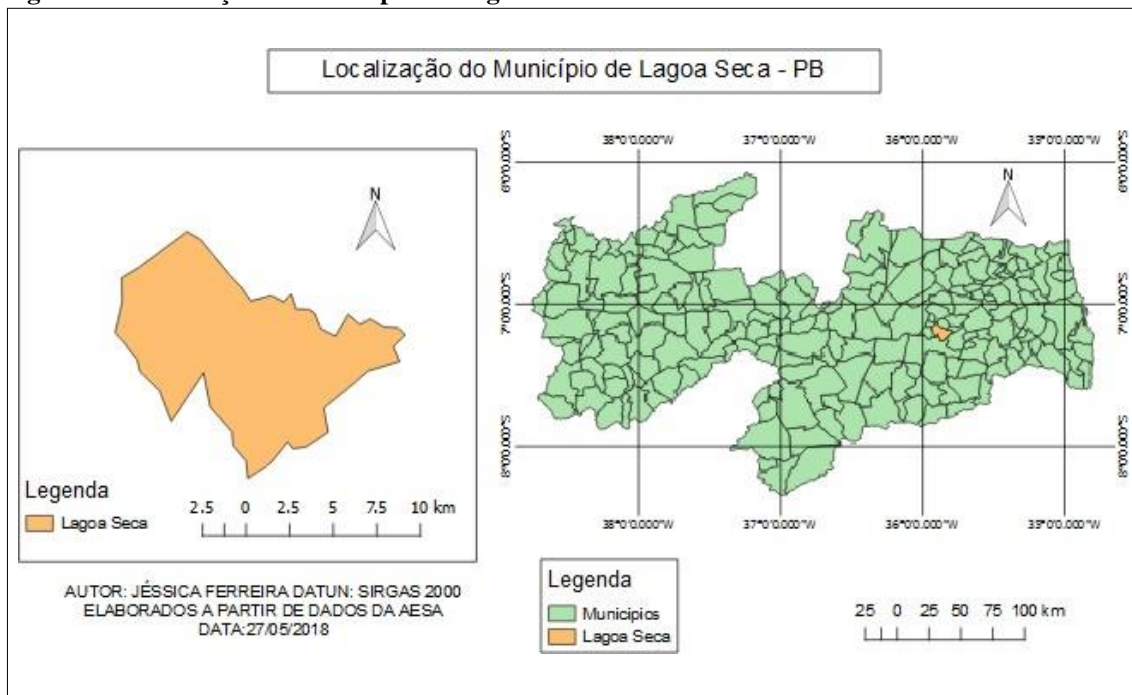 Localização do Município de Lagoa Seca - PB
38°0'0.000"W 37°0'0.000"W 36°0'0.000"W 35°0'0.000"W
N
N
6°0'0.000"S
6°0'0.000"S
7°0'0.000"S
7°0'0.000"S
8°0'0.000"S
8°0'0.000"S
38°0'0.000"W 37°0'0.000"W 36°0'0.000"W 35°0'0.000"W
Legenda
Lagoa Seca
2.5 0 2.5 5 7.5 10 km
AUTOR: JÉSSICA FERREIRA DATUN: SIRGAS 2000
ELABORADOS A PARTIR DE DADOS DA AESA
DATA:27/05/2018
Legenda
Municípios
Lagoa Seca
25 0 25 50 75 100 km